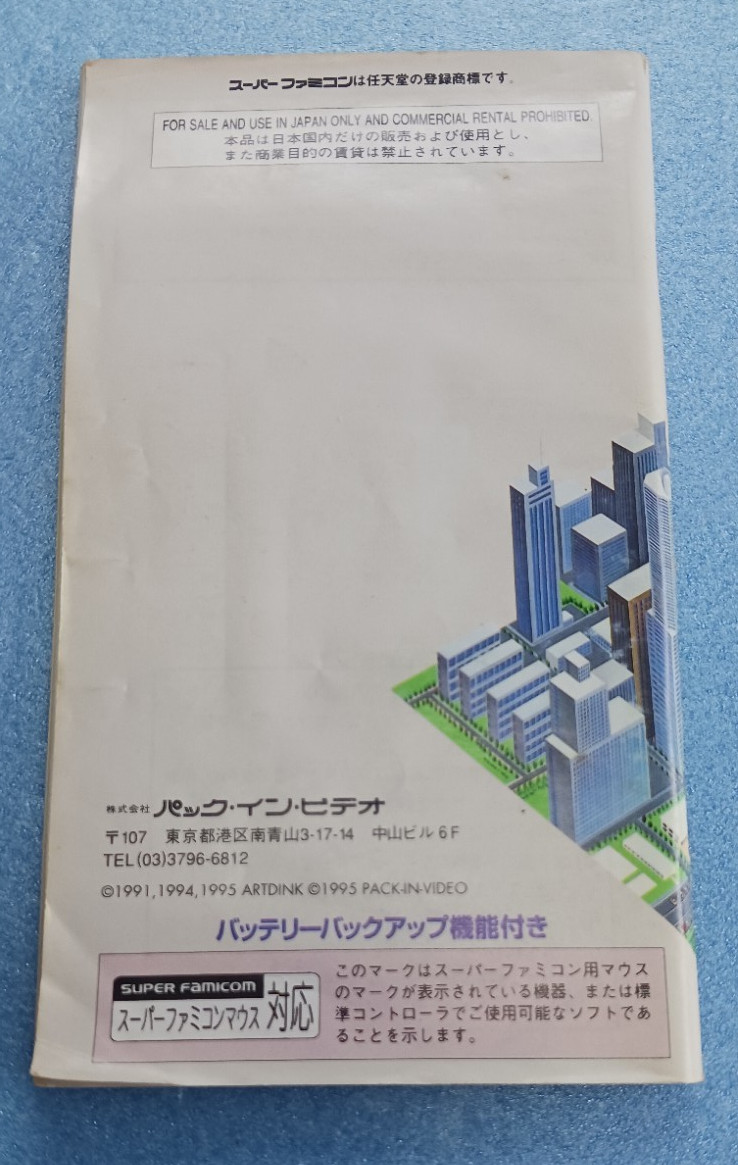 スーパーファミコンは任天堂の登録商標です。
FOR SALE AND USE IN JAPAN ONLY AND COMMERCIAL RENTAL PROHIBITED.
本品は日本国内だけの販売および使用とし、
また商業目的の賃貸は禁止されています。
株式会社 パック・イン・ビデオ
〒107 東京都港区南青山3-17-14 中山ビル6F
TEL(03)3796-6812
©1991,1994,1995 ARTDINK ©1995 PACK-IN-VIDEO
バッテリーバックアップ機能付き
SUPER FAMICOM
スーパーファミコンマウス対応
このマークはスーパーファミコン用マウス
のマークが表示されている機器、または標
準コントローラでご使用可能なソフトであ
ることを示します。